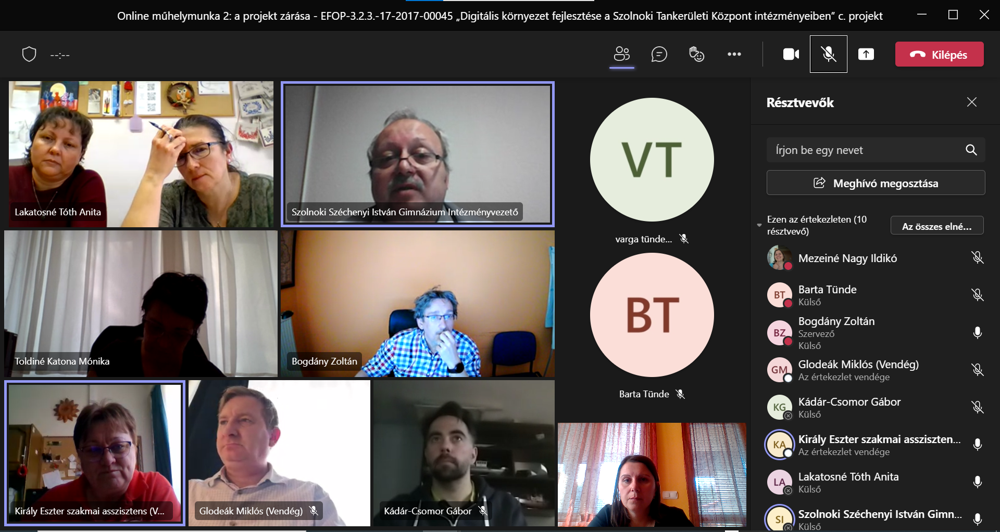 Online műhelymunka 2: a projekt zárása - EFOP-3.2.3.-17-2017-00045 „Digitális környezet fejlesztése a Szolnoki Tankerületi Központ intézményeiben” c. projekt
--:--
Kilépés
Lakatosné Tóth Anita
Szolnoki Széchenyi István Gimnázium Intézményvezető
VT
varga tünde...
Toldiné Katona Mónika
Bogdány Zoltán
BT
Barta Tünde
Király Eszter szakmai asszisztens (V...
Glodeák Miklós (Vendég)
Kádár-Csomor Gábor
Résztvevők
Írjon be egy nevet
Meghívó megosztása
Ezen az értekezleten (10
résztvevő)
Az összes elné...
Mezeiné Nagy Ildikó
BT
Barta Tünde
Külső
BZ
Bogdány Zoltán
Szervező
Külső
GM
Glodeák Miklós (Vendég)
Az értekezlet vendége
KG
Kádár-Csomor Gábor
Külső
KA
Király Eszter szakmai assziszten...
Az értekezlet vendége
LA
Lakatosné Tóth Anita
Külső
SI
Szolnoki Széchenyi István Gimn...
Külső